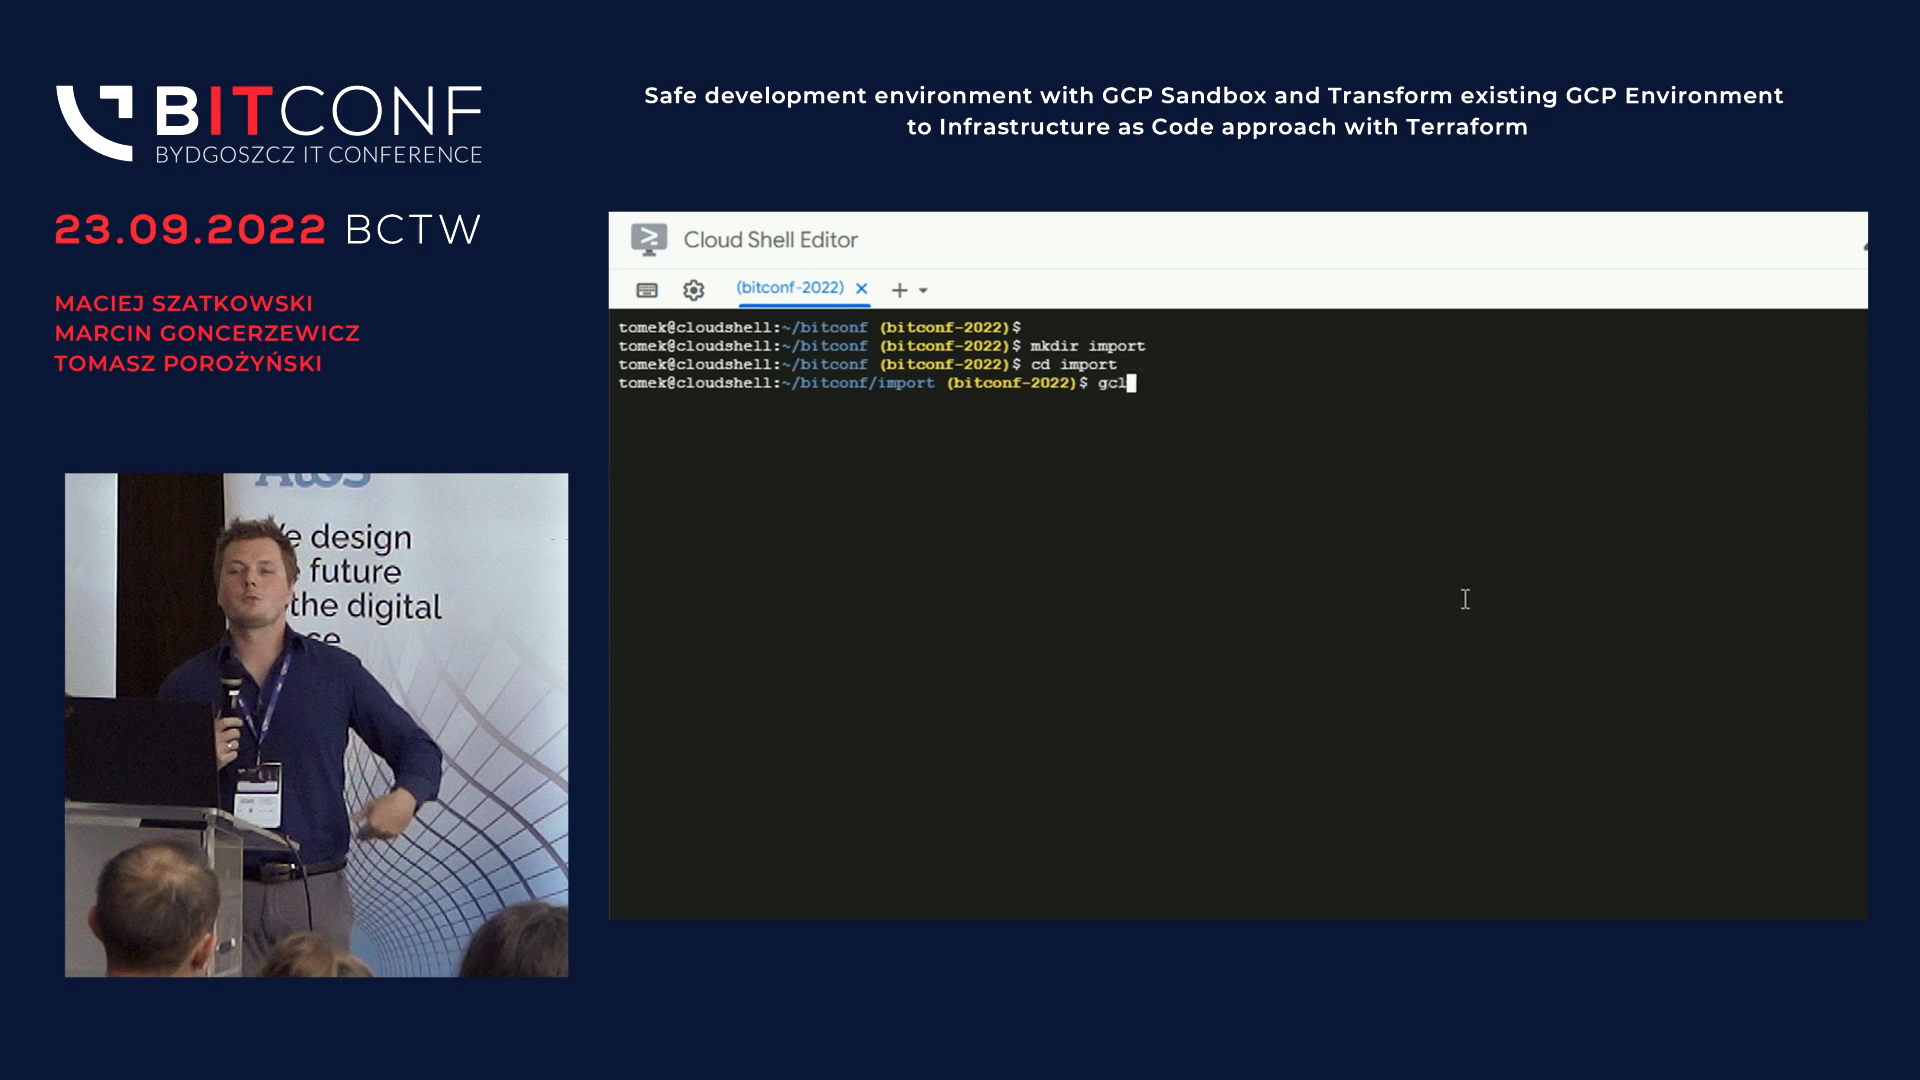 BITCONF
BYDGOSZCZ IT CONFERENCE
23.09.2022 BCTW
MACIEJ SZATKOWSKI
MARCIN GONCERZEWICZ
TOMASZ POROŻYŃSKI
Safe development environment with GCP Sandbox and Transform existing GCP Environment
to Infrastructure as Code approach with Terraform
Cloud Shell Editor
(bitconf-2022)
tomek@cloudshell:~/bitconf (bitconf-2022)$
tomek@cloudshell:~/bitconf (bitconf-2022)$ mkdir import
tomek@cloudshell:~/bitconf (bitconf-2022)$ cd import
tomek@cloudshell:~/bitconf/import (bitconf-2022)$ gcl
design
future
the digital